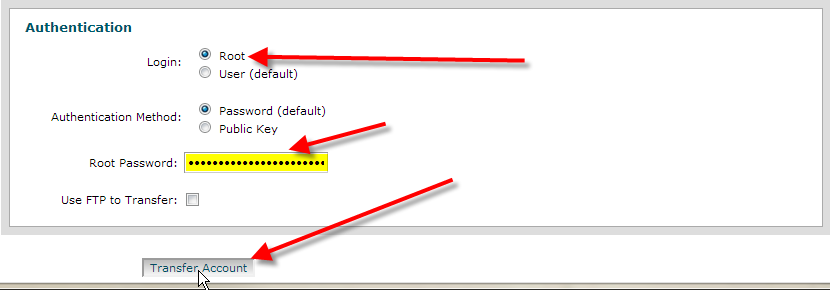 Authentication
Login: Root
User (default)
Authentication Method: Password (default)
Public Key
Root Password: ••••••••••••••••••••••••
Use FTP to Transfer:
Transfer Account